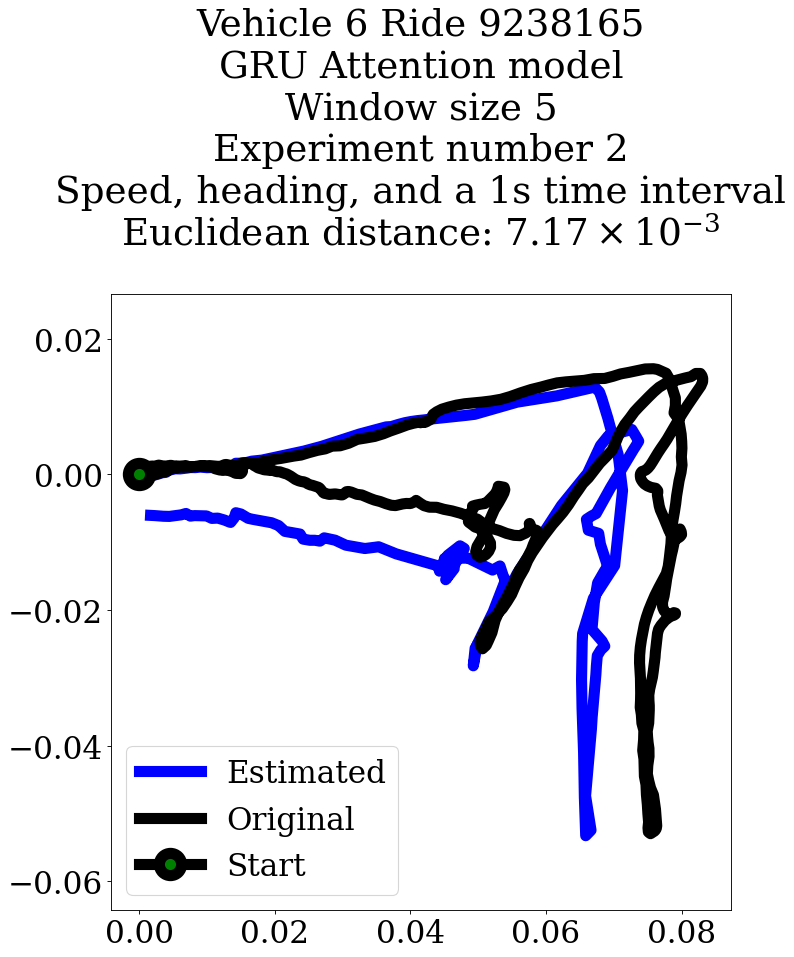 Vehicle 6 Ride 9238165
GRU Attention model
Window size 5
Experiment number 2
Speed, heading, and a 1s time interval
Euclidean distance: 7.17 × 10⁻³
0.02
0.00
−0.02
−0.04
−0.06
Estimated
Original
Start
0.00 0.02 0.04 0.06 0.08